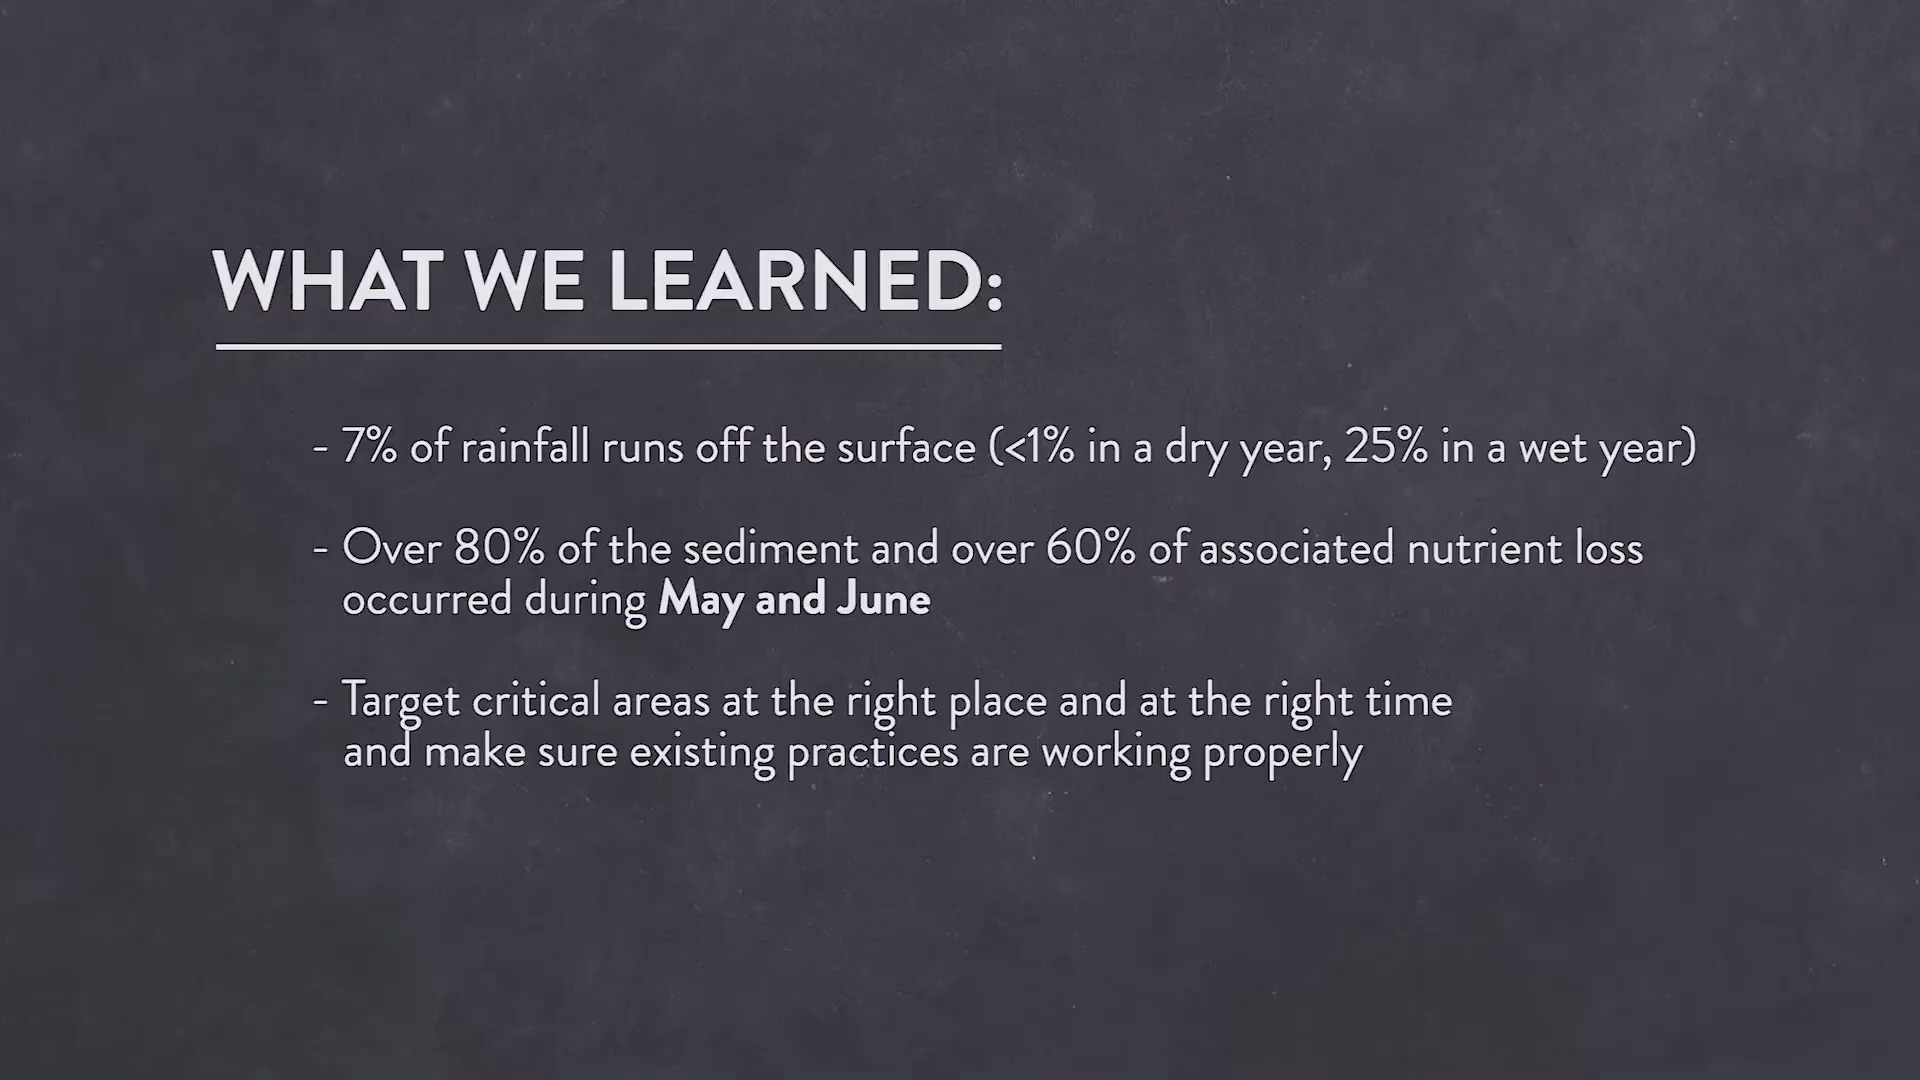 WHAT WE LEARNED:
- 7% of rainfall runs off the surface (<1% in a dry year, 25% in a wet year)
- Over 80% of the sediment and over 60% of associated nutrient loss
occurred during May and June
- Target critical areas at the right place and at the right time
and make sure existing practices are working properly